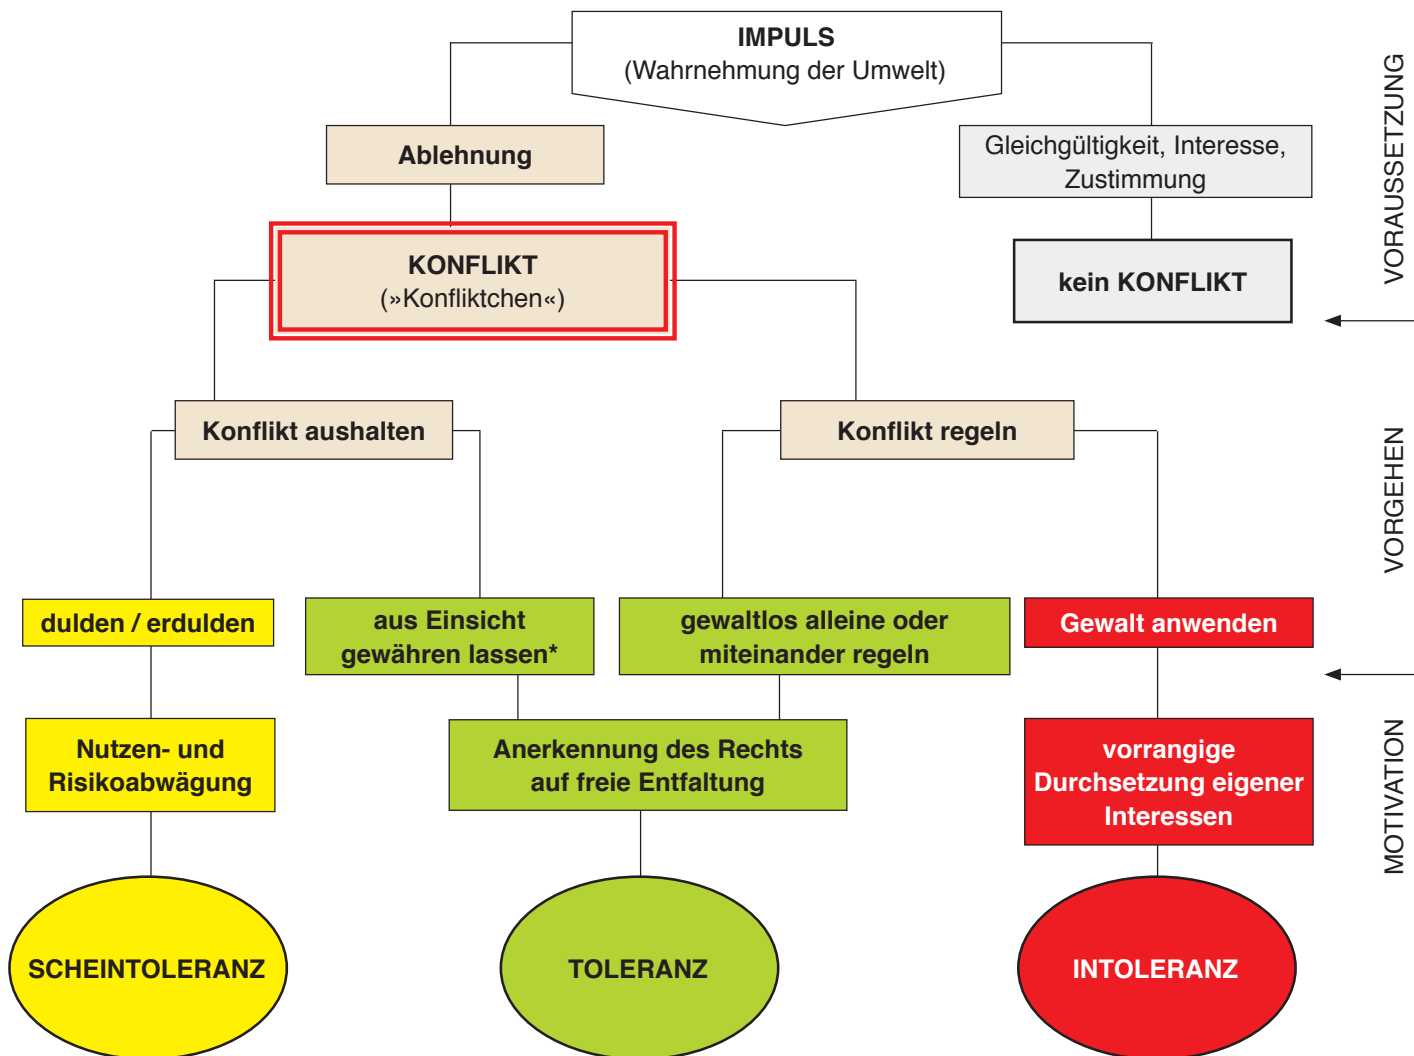 IMPULS
(Wahrnehmung der Umwelt)
Ablehnung
Gleichgültigkeit, Interesse,
Zustimmung
KONFLIKT
(»Konfliktchen«)
kein KONFLIKT
VORAUSSETZUNG
Konflikt aushalten
Konflikt regeln
VORGEHEN
dulden / erdulden
aus Einsicht
gewähren lassen*
gewaltlos alleine oder
miteinander regeln
Gewalt anwenden
Nutzen- und
Risikoabwägung
Anerkennung des Rechts
auf freie Entfaltung
vorrangige
Durchsetzung eigener
Interessen
MOTIVATION
SCHEINTOLERANZ
TOLERANZ
INTOLERANZ